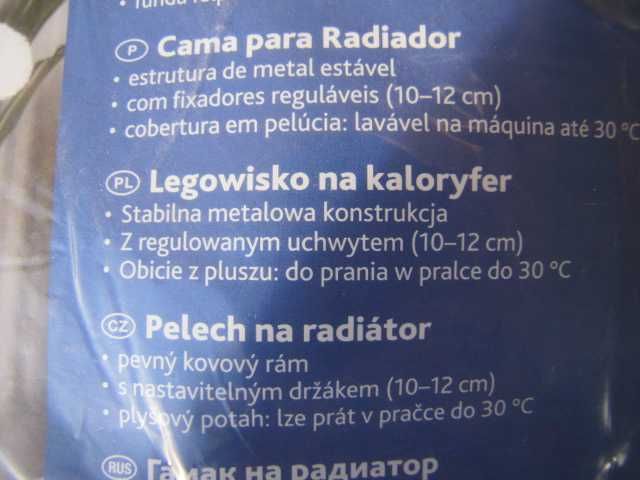 P Cama para Radiador
• estrutura de metal estável
• com fixadores reguláveis (10–12 cm)
• cobertura em pelúcia: lavável na máquina até 30 °C
PL Legowisko na kaloryfer
• Stabilna metalowa konstrukcja
• Z regulowanym uchwytem (10–12 cm)
• Obicie z pluszu: do prania w pralce do 30 °C
CZ Pelech na radiátor
• pevný kovový rám
• s nastavitelným držákem (10–12 cm)
• plyšový potah: lze prát v pračce do 30 °C
RUS Гамак на радиатор